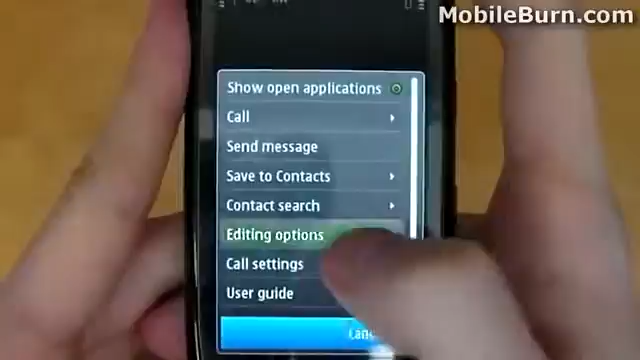 MobileBurn.com
Show open applications
Call
Send message
Save to Contacts
Contact search
Editing options
Call settings
User guide